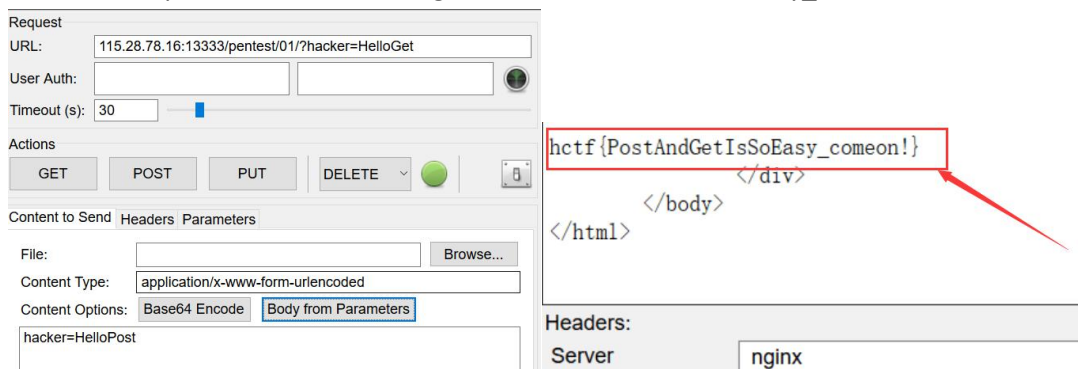 Request
URL: 115.28.78.16:13333/pentest/01/?hacker=HelloGet
User Auth:
Timeout (s): 30
Actions
GET POST PUT DELETE
Content to Send Headers Parameters
File: Browse...
Content Type: application/x-www-form-urlencoded
Content Options: Base64 Encode Body from Parameters
hacker=HelloPost
hctf{PostAndGetIsSoEasy_comeon!}
</div>
</body>
</html>
Headers:
Server nginx